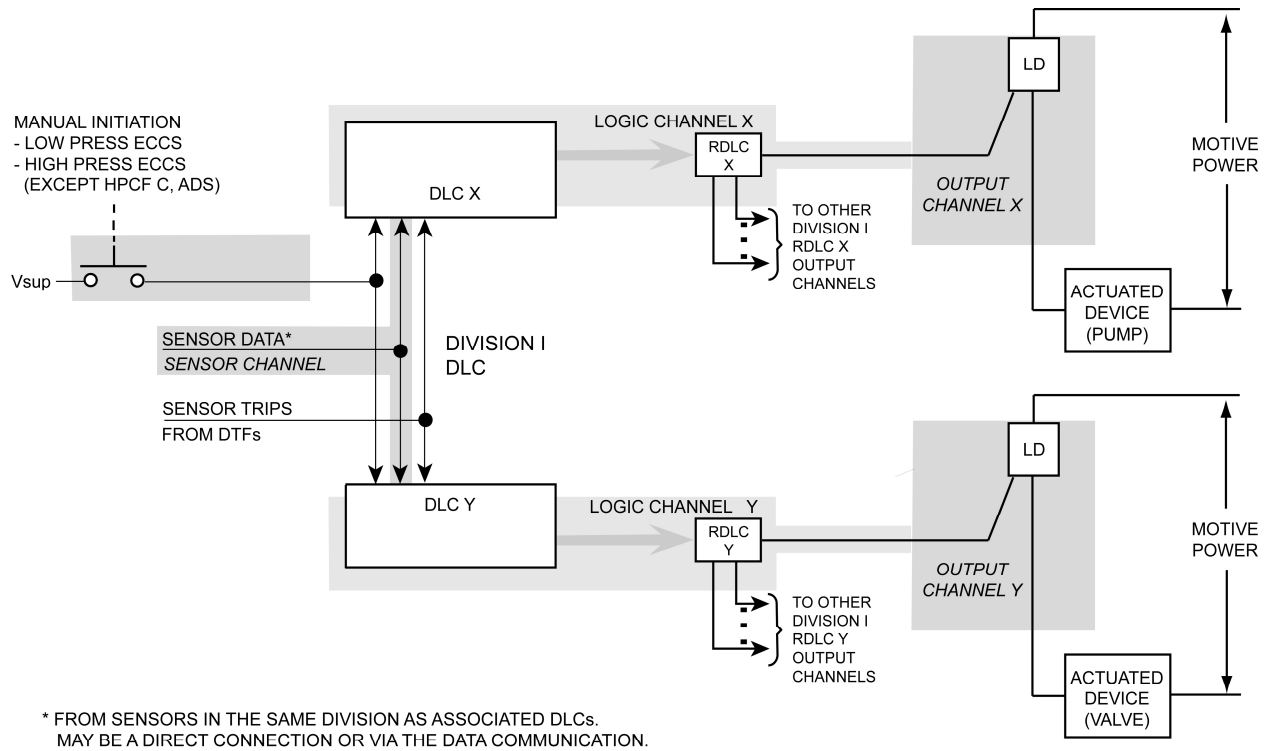 LD
MANUAL INITIATION
- LOW PRESS ECCS
- HIGH PRESS ECCS
(EXCEPT HPCF C, ADS)
LOGIC CHANNEL X
RDLC
X
DLC X
MOTIVE
POWER
OUTPUT
CHANNEL X
TO OTHER
DIVISION I
RDLC X
OUTPUT
CHANNELS
Vsup
ACTUATED
DEVICE
(PUMP)
SENSOR DATA*
SENSOR CHANNEL
DIVISION I
DLC
SENSOR TRIPS
FROM DTFs
LD
DLC Y
LOGIC CHANNEL Y
RDLC
Y
MOTIVE
POWER
OUTPUT
CHANNEL Y
TO OTHER
DIVISION I
RDLC Y
OUTPUT
CHANNELS
ACTUATED
DEVICE
(VALVE)
* FROM SENSORS IN THE SAME DIVISION AS ASSOCIATED DLCs.
MAY BE A DIRECT CONNECTION OR VIA THE DATA COMMUNICATION.